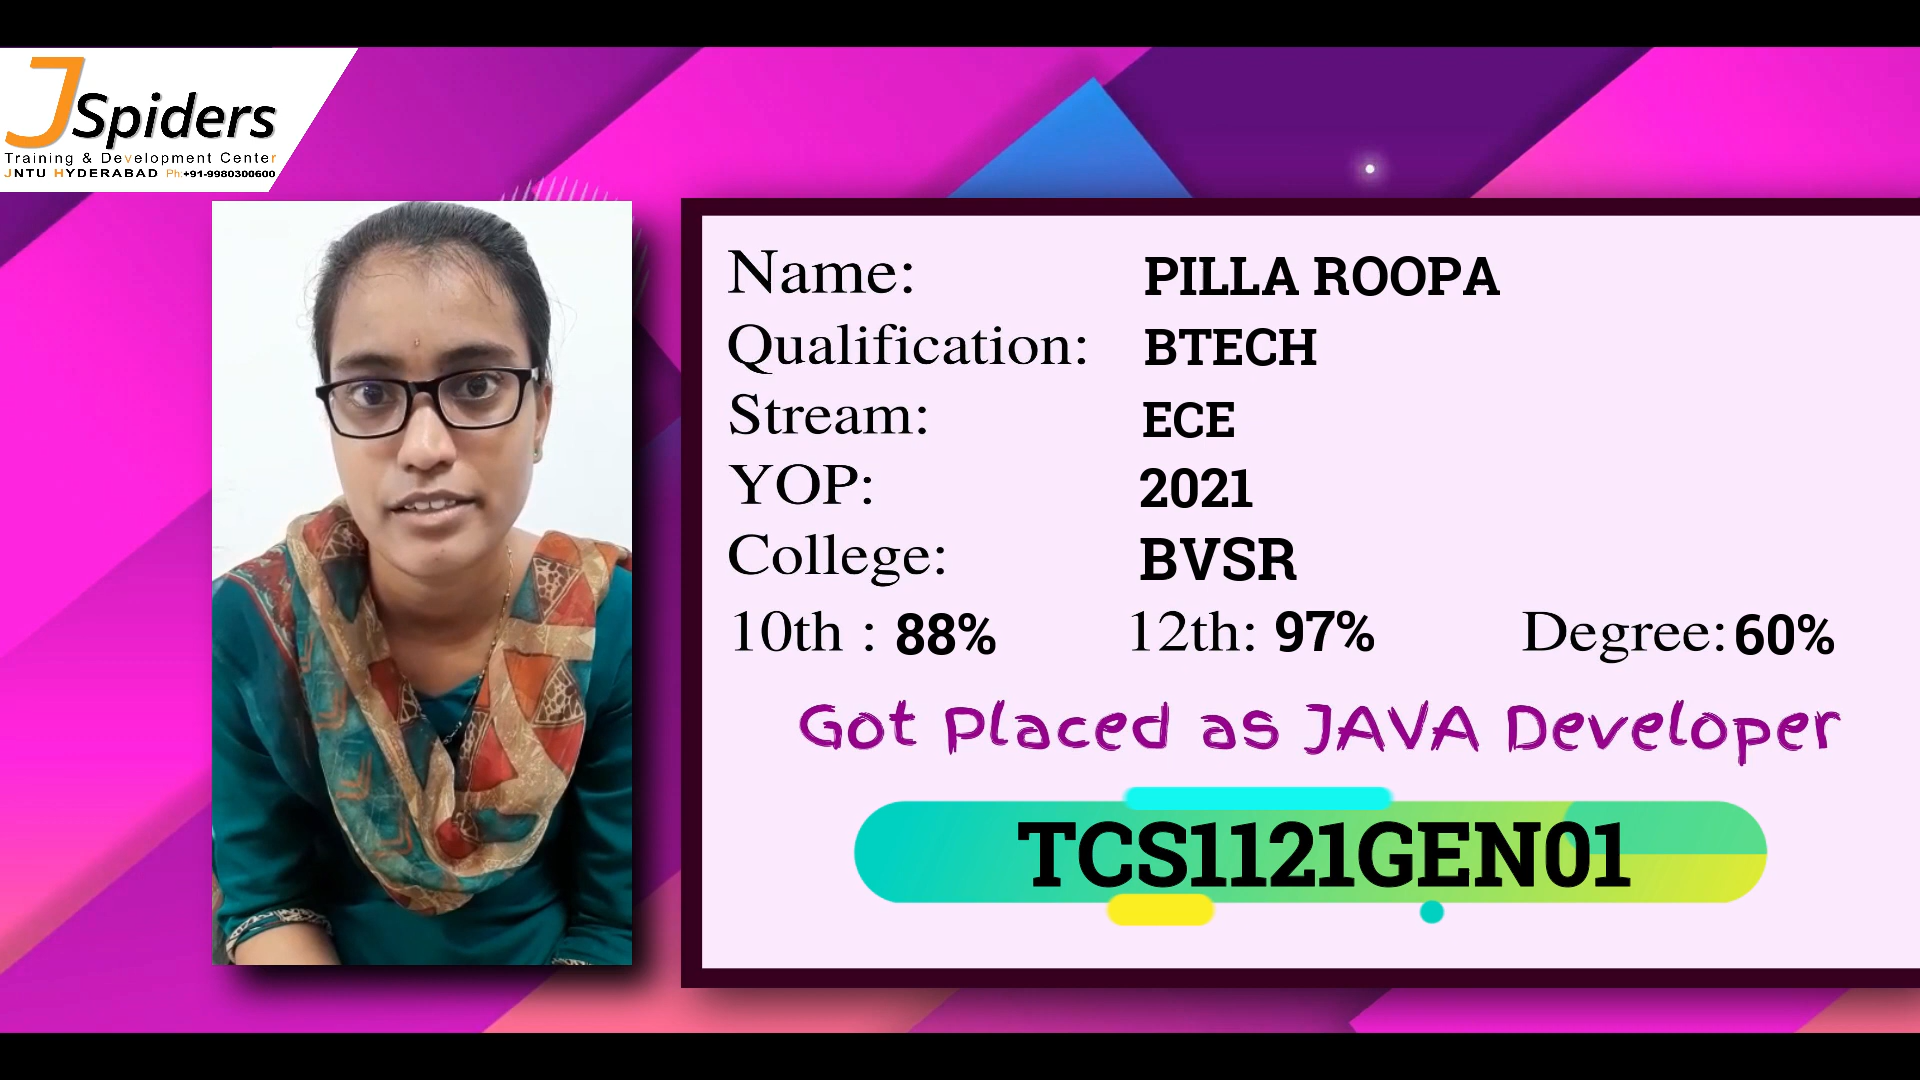 JSpiders
Training & Development Center
JNTU HYDERABAD Ph:+91-9980300600
Name: PILLA ROOPA
Qualification: BTECH
Stream: ECE
YOP: 2021
College: BVSR
10th : 88% 12th: 97% Degree: 60%
Got Placed as JAVA Developer
TCS1121GEN01